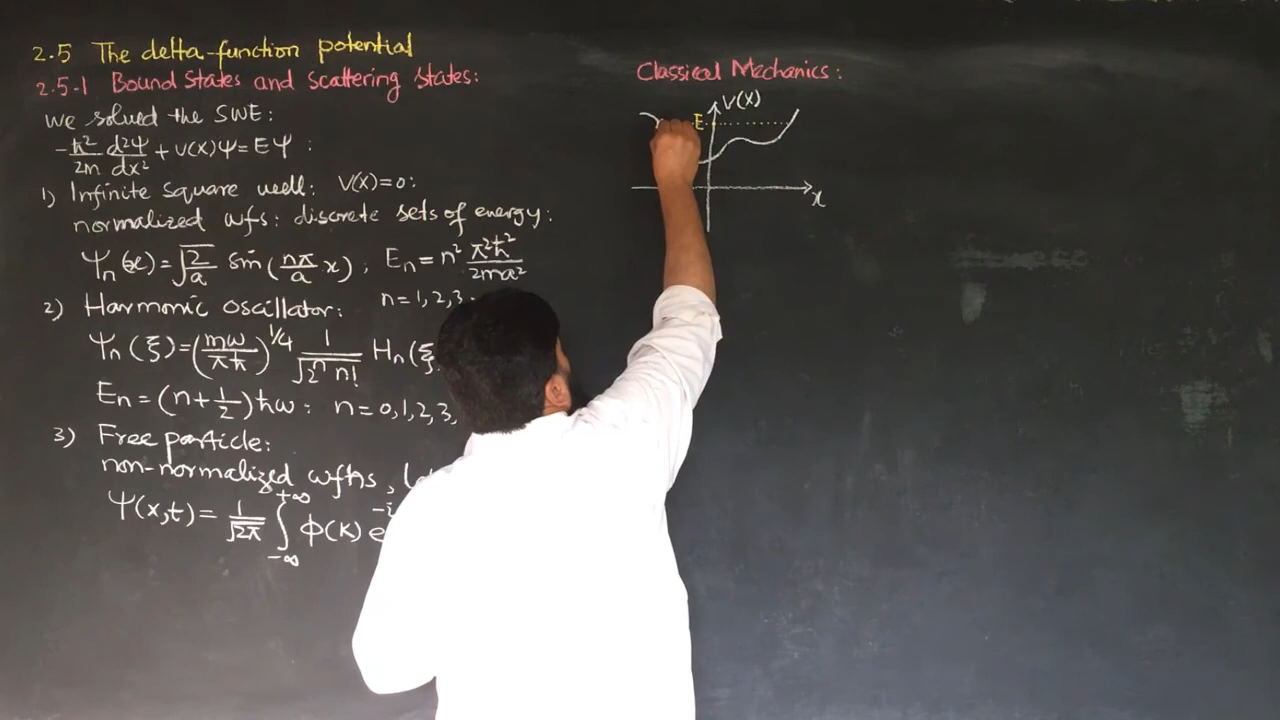 2.5 The delta-function potential
2.5.1 Bound States and Scattering States:
we solved the SWE:
-ħ²/2m d²Ψ/dx² + V(x)Ψ = EΨ :
1) Infinite square well: V(x)=0:
normalized wfs: discrete sets of energy:
Ψn(x) = √(2/a) sin(nπ/a x); En = n² π²ħ²/2ma²
n=1,2,3
2) Harmonic oscillator:
Ψn(ξ) = (mω/πħ)^1/4 1/√(2ⁿ n!) Hn(ξ
En = (n+1/2)ħω: n=0,1,2,3,
3) Free particle:
non-normalized wfns,
Ψ(x,t) = 1/√2π ∫_-∞^+∞ Φ(k) e^-i
Classical Mechanics:
V(x)
E
x